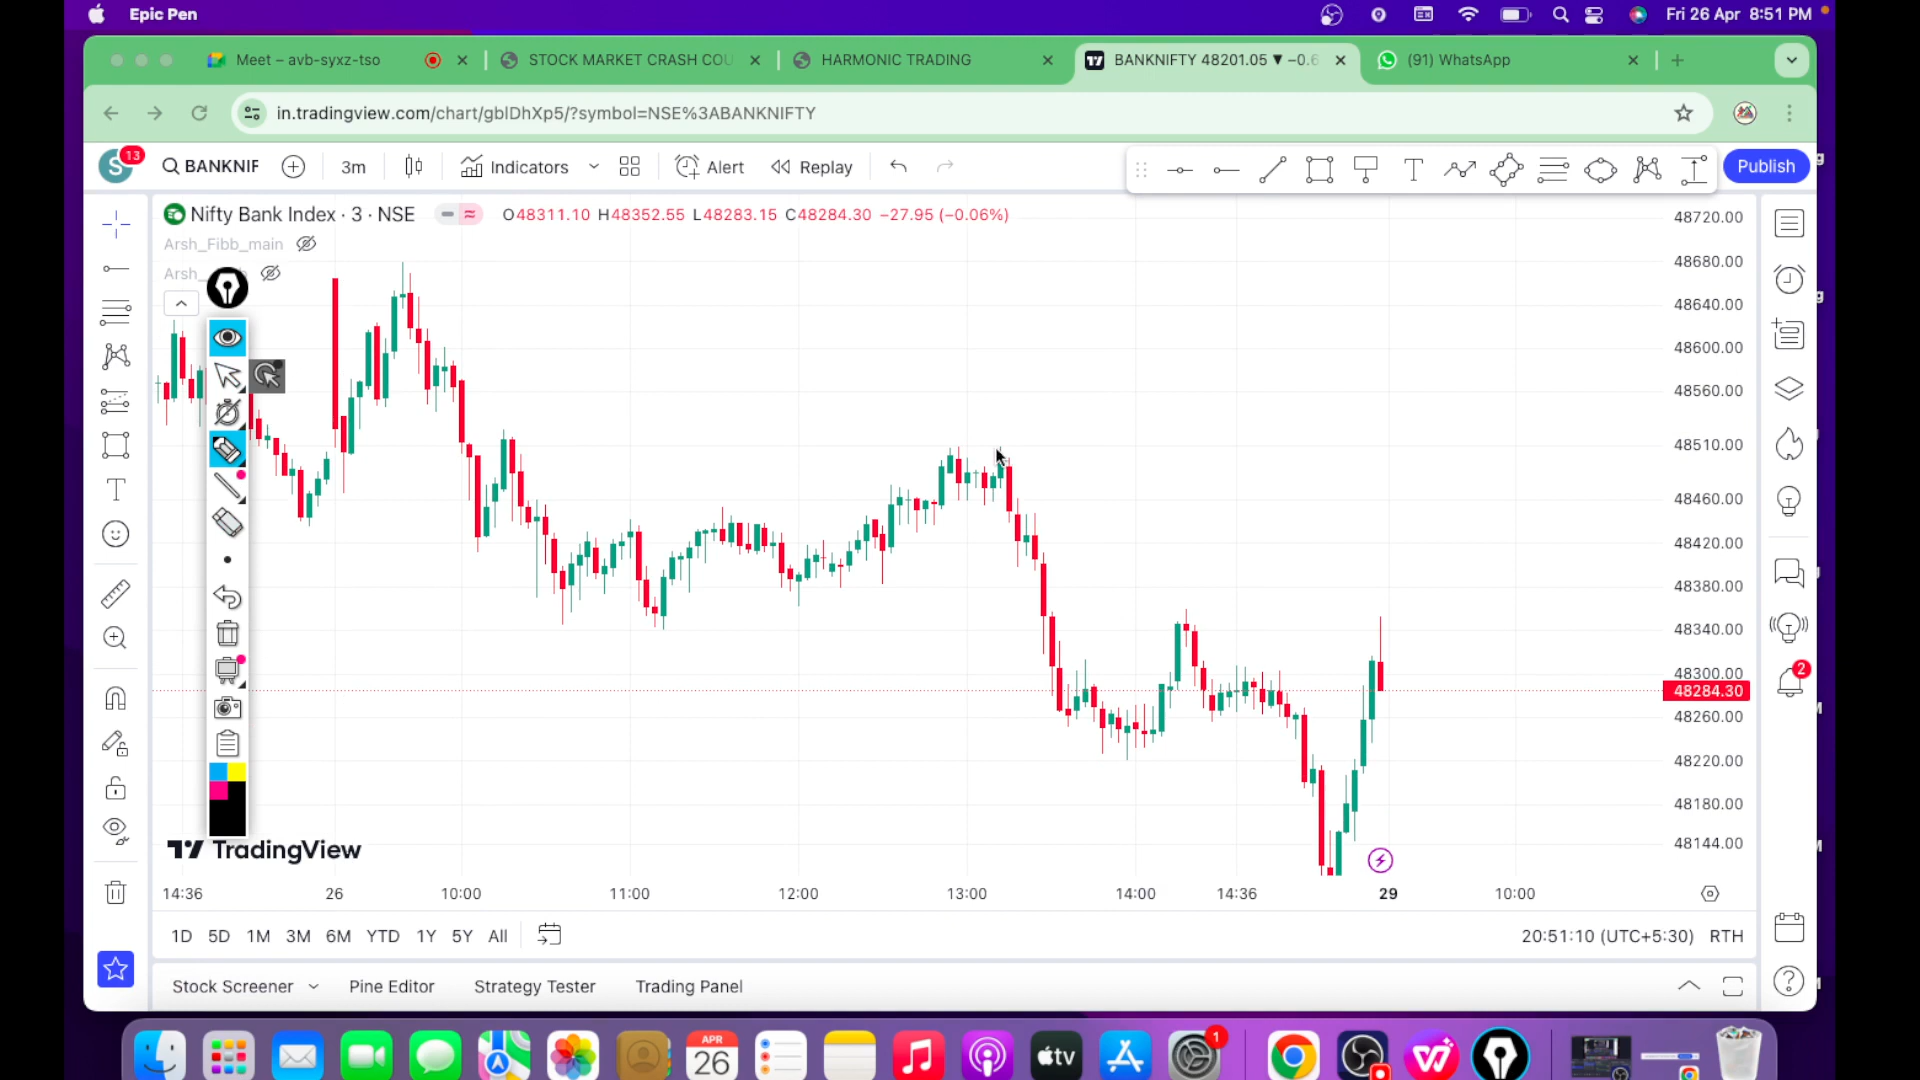 Epic Pen
Fri 26 Apr 8:51 PM
Meet – avb-syxz-tso
STOCK MARKET CRASH COU
HARMONIC TRADING
BANKNIFTY 48201.05 ▼ −0.6
(91) WhatsApp
in.tradingview.com/chart/gblDhXp5/?symbol=NSE%3ABANKNIFTY
S 13
BANKNIF
3m
Indicators
Alert
Replay
T
Publish
Nifty Bank Index · 3 · NSE
O48311.10 H48352.55 L48283.15 C48284.30 −27.95 (−0.06%)
Arsh_Fibb_main
Arsh_
48720.00
48680.00
48640.00
48600.00
48560.00
48510.00
48460.00
48420.00
48380.00
48340.00
48300.00
48284.30
48260.00
48220.00
48180.00
48144.00
2
TradingView
14:36
26
10:00
11:00
12:00
13:00
14:00
14:36
29
10:00
1D 5D 1M 3M 6M YTD 1Y 5Y All
20:51:10 (UTC+5:30) RTH
Stock Screener
Pine Editor
Strategy Tester
Trading Panel
APR
26
tv
1